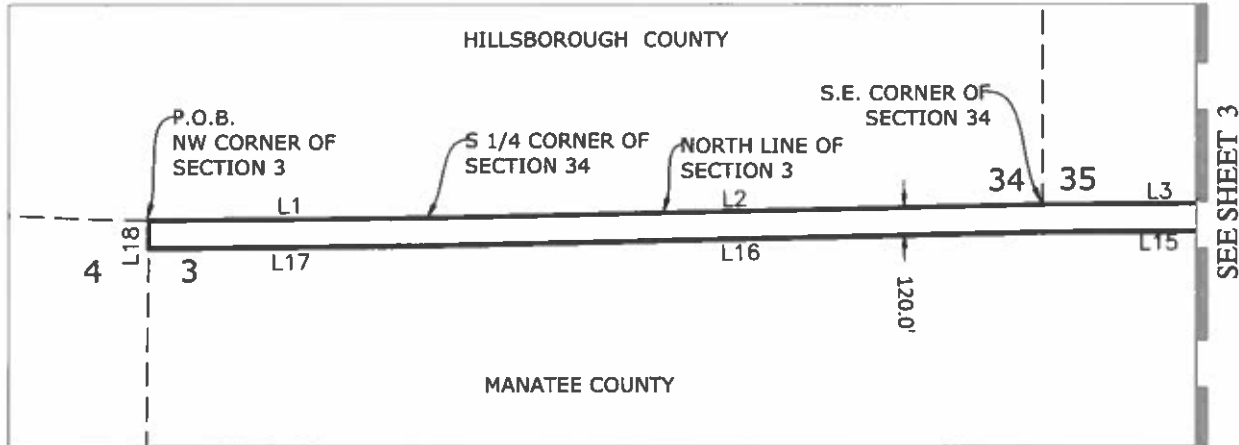 HILLSBOROUGH COUNTY
P.O.B.
NW CORNER OF
SECTION 3
S 1/4 CORNER OF
SECTION 34
NORTH LINE OF
SECTION 3
S.E. CORNER OF
SECTION 34
34 35
L1
L2
L3
L18
4 3
L17
L16
L15
120.0'
MANATEE COUNTY
SEE SHEET 3